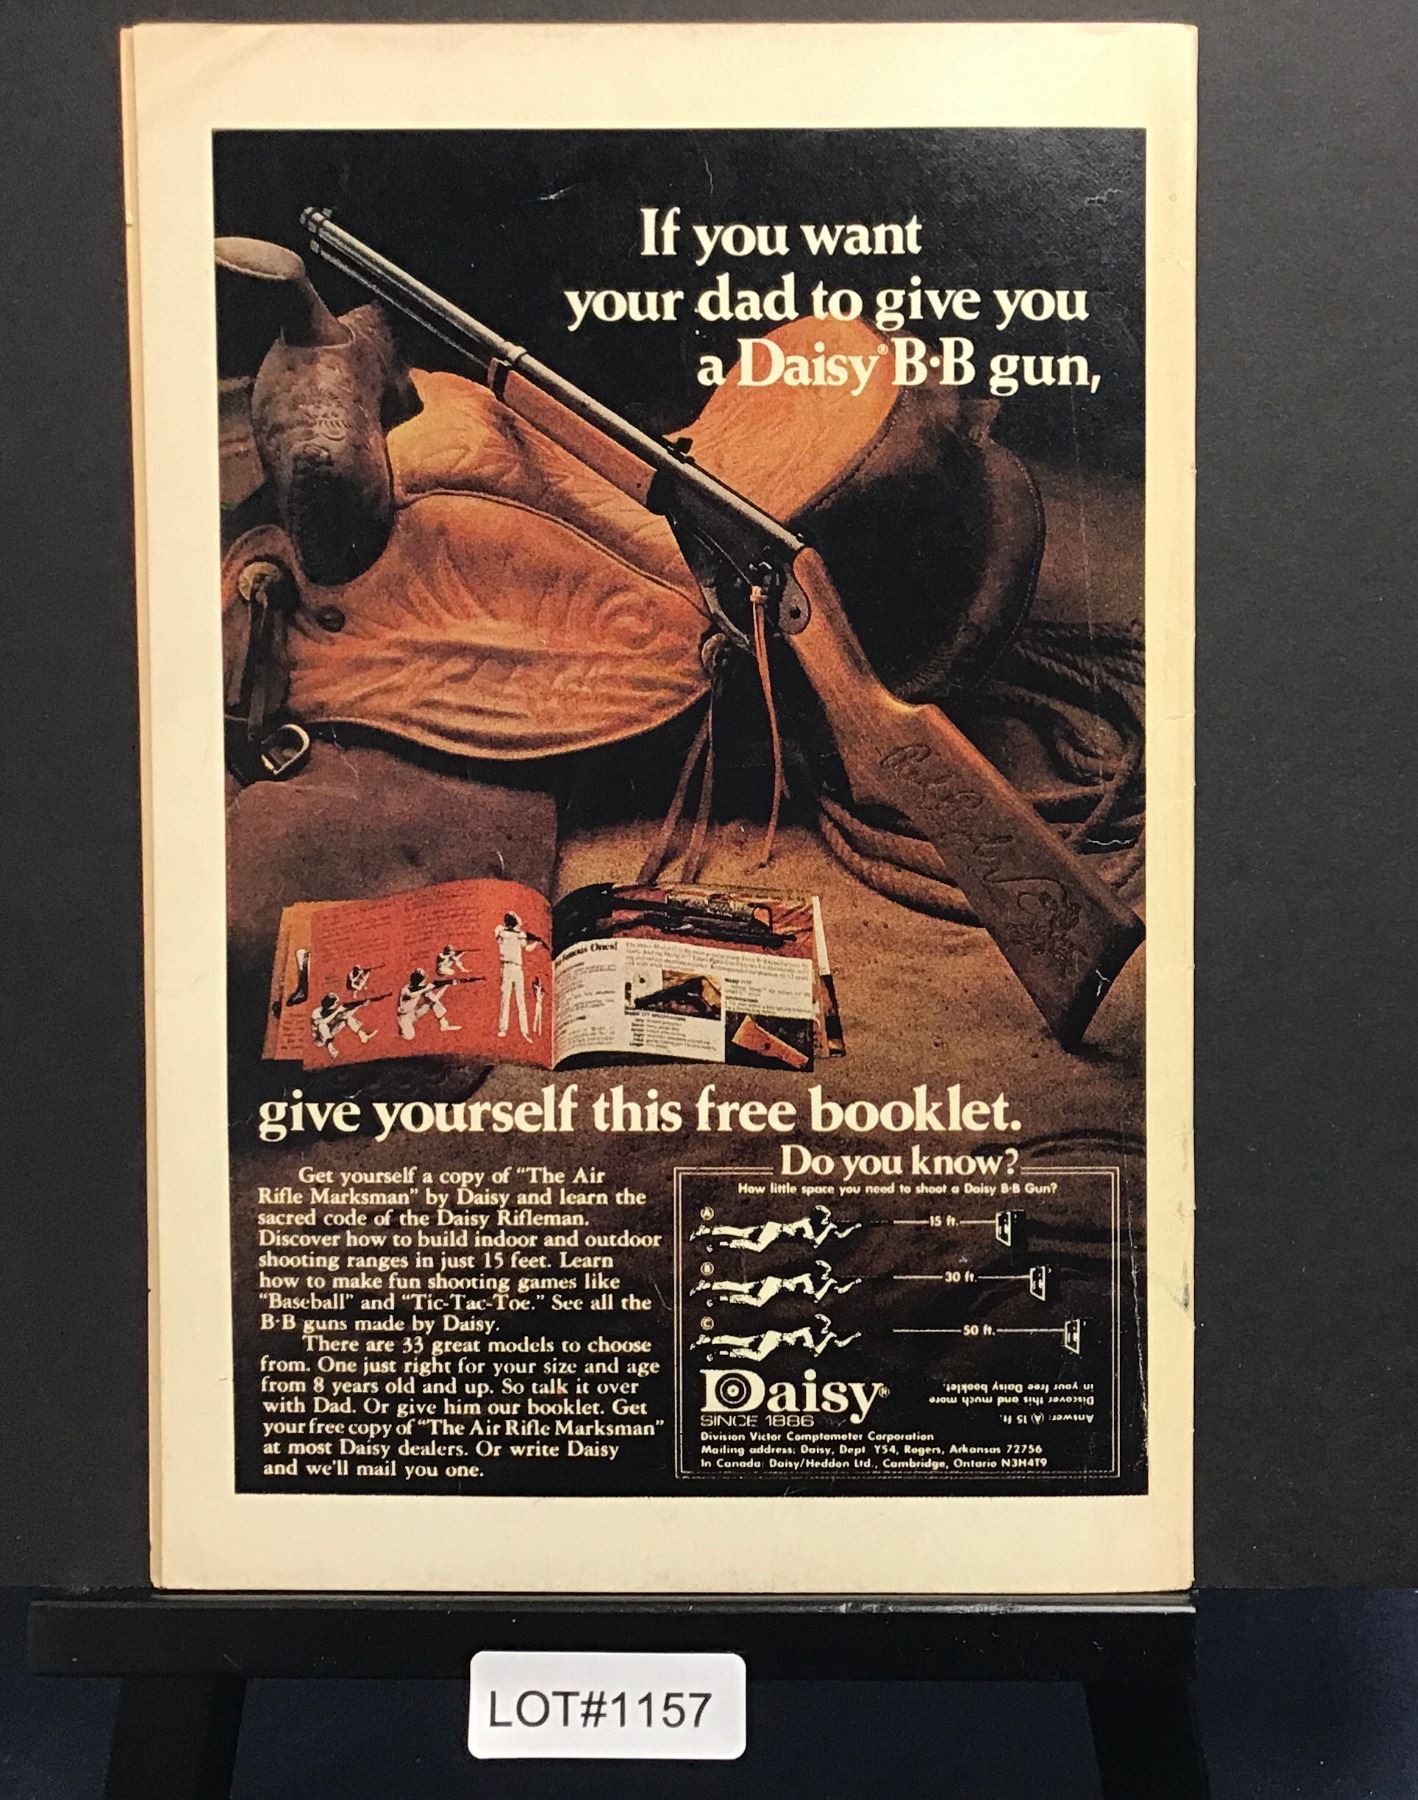 If you want
your dad to give you
a Daisy® B·B gun,
Red Ryder
give yourself this free booklet.
Get yourself a copy of “The Air
Rifle Marksman” by Daisy and learn the
sacred code of the Daisy Rifleman.
Discover how to build indoor and outdoor
shooting ranges in just 15 feet. Learn
how to make fun shooting games like
“Baseball” and “Tic-Tac-Toe.” See all the
B·B guns made by Daisy.
There are 33 great models to choose
from. One just right for your size and age
from 8 years old and up. So talk it over
with Dad. Or give him our booklet. Get
your free copy of “The Air Rifle Marksman”
at most Daisy dealers. Or write Daisy
and we’ll mail you one.
Do you know?
How little space you need to shoot a Daisy B·B Gun?
A 15 ft.
B 30 ft.
C 50 ft.
Daisy®
SINCE 1886
Answer: (A) 15 ft.
Discover this and much more
in your free Daisy booklet.
Division Victor Comptometer Corporation
Mailing address: Daisy, Dept. Y54, Rogers, Arkansas 72756
In Canada: Daisy/Heddon Ltd., Cambridge, Ontario N3H4T9
LOT#1157